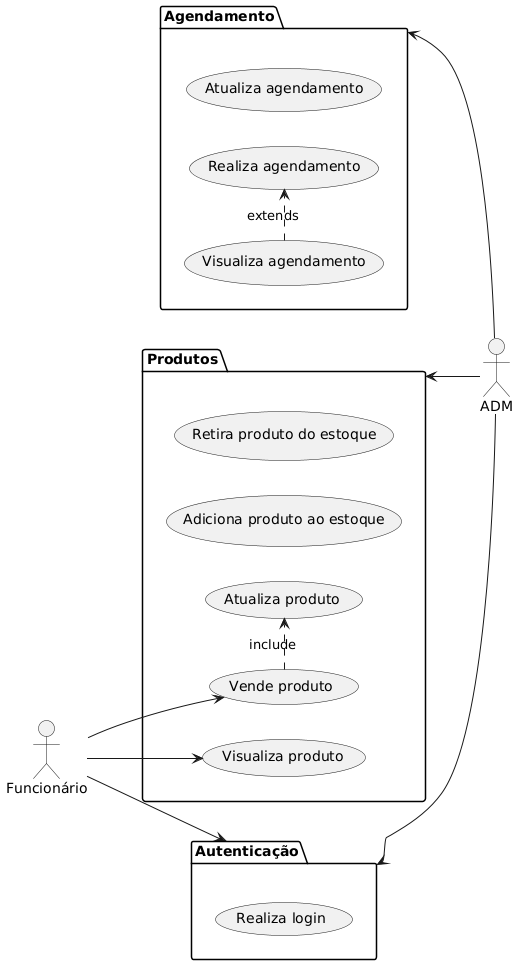 Agendamento
Atualiza agendamento
Realiza agendamento
extends
Visualiza agendamento
Produtos
ADM
Retira produto do estoque
Adiciona produto ao estoque
Atualiza produto
include
Vende produto
Visualiza produto
Funcionário
Autenticação
Realiza login